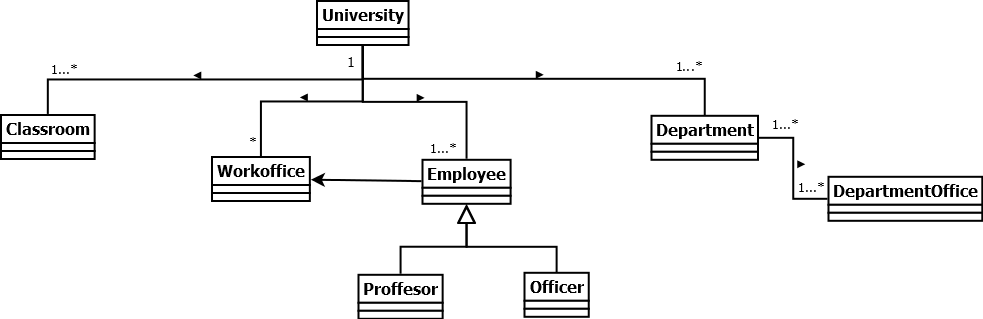 University
1
1...*
1...*
Classroom
*
1...*
Department
1...*
Workoffice
Employee
1...*
DepartmentOffice
Proffesor
Officer